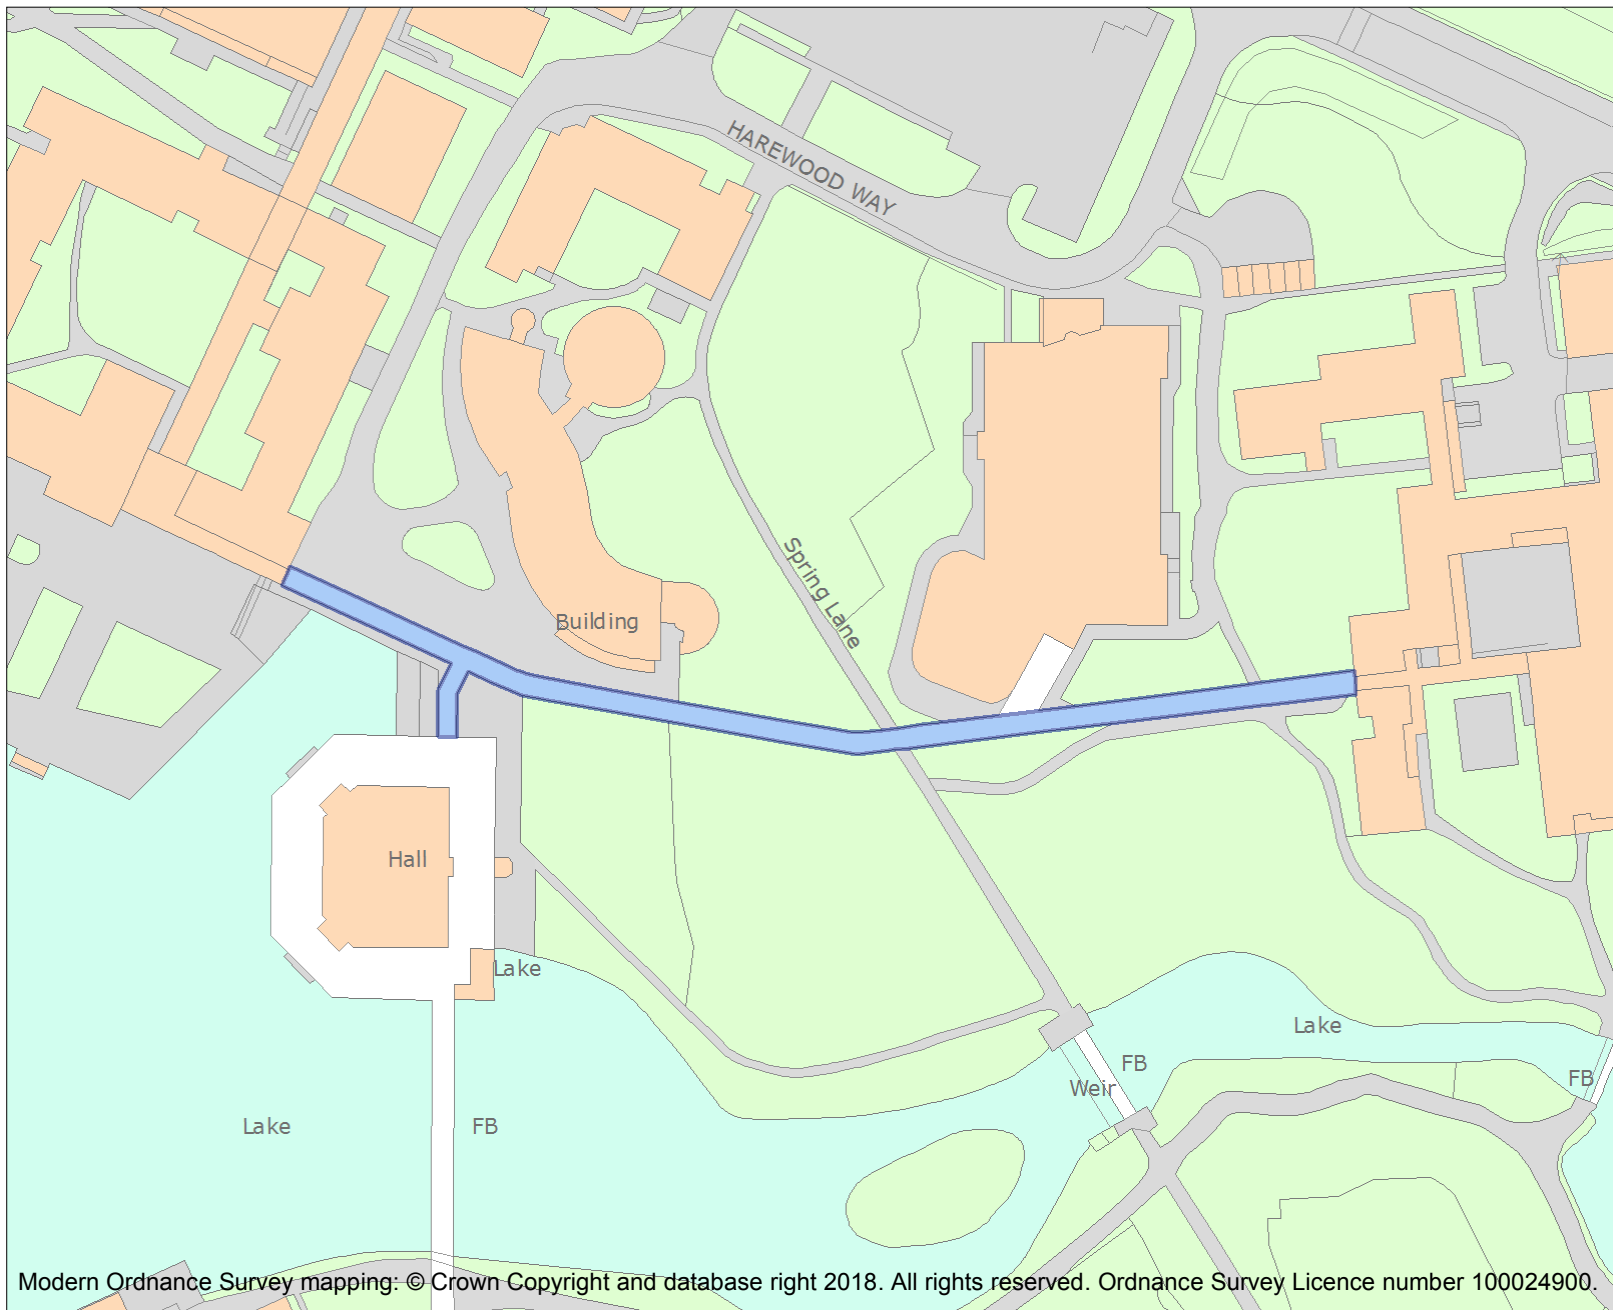 HAREWOOD WAY
Spring Lane
Building
Hall
Lake
Lake
FB
Weir
FB
Lake
FB
Modern Ordnance Survey mapping: © Crown Copyright and database right 2018. All rights reserved. Ordnance Survey Licence number 100024900.